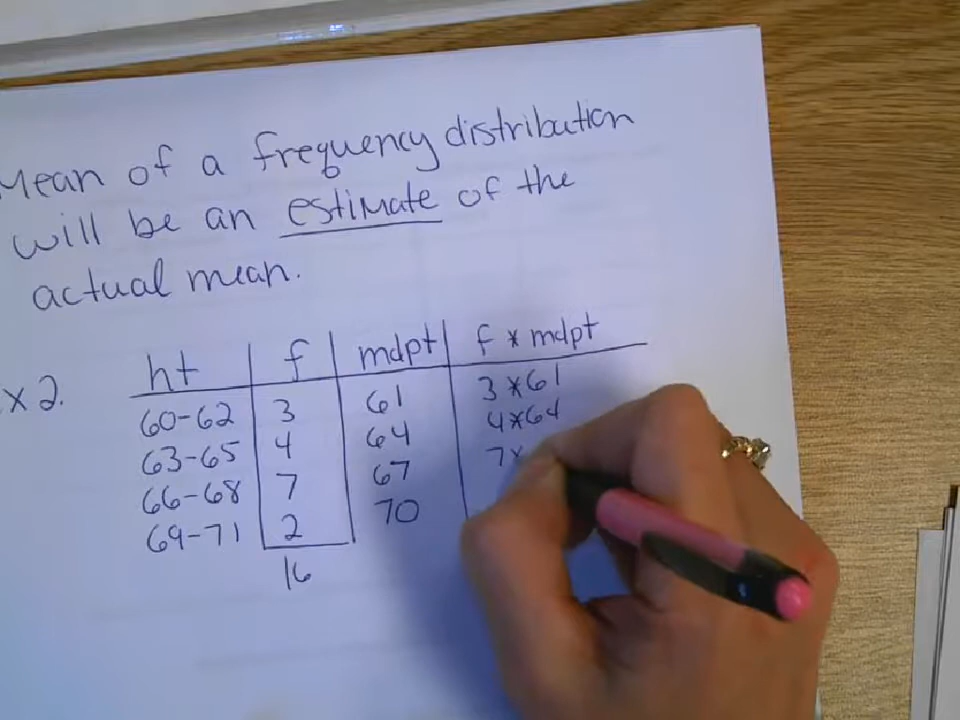 Mean of a frequency distribution
will be an estimate of the
actual mean.
x 2.
ht f mdpt f * mdpt
60-62 3 61 3*61
63-65 4 64 4*64
66-68 7 67 7*
69-71 2 70
16